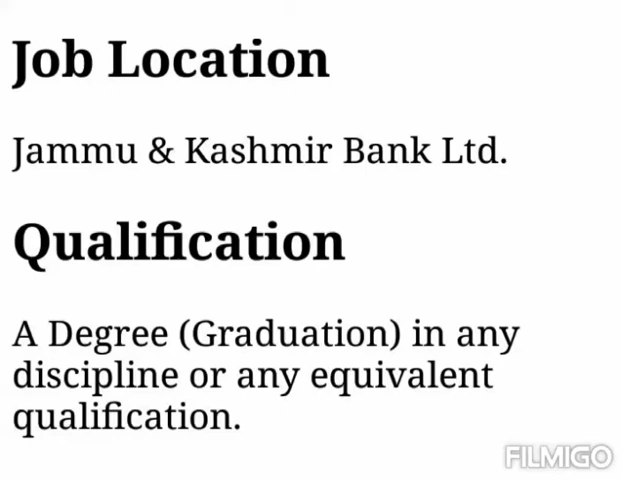 Job Location
Jammu & Kashmir Bank Ltd.
Qualification
A Degree (Graduation) in any
discipline or any equivalent
qualification.
FILMIGO